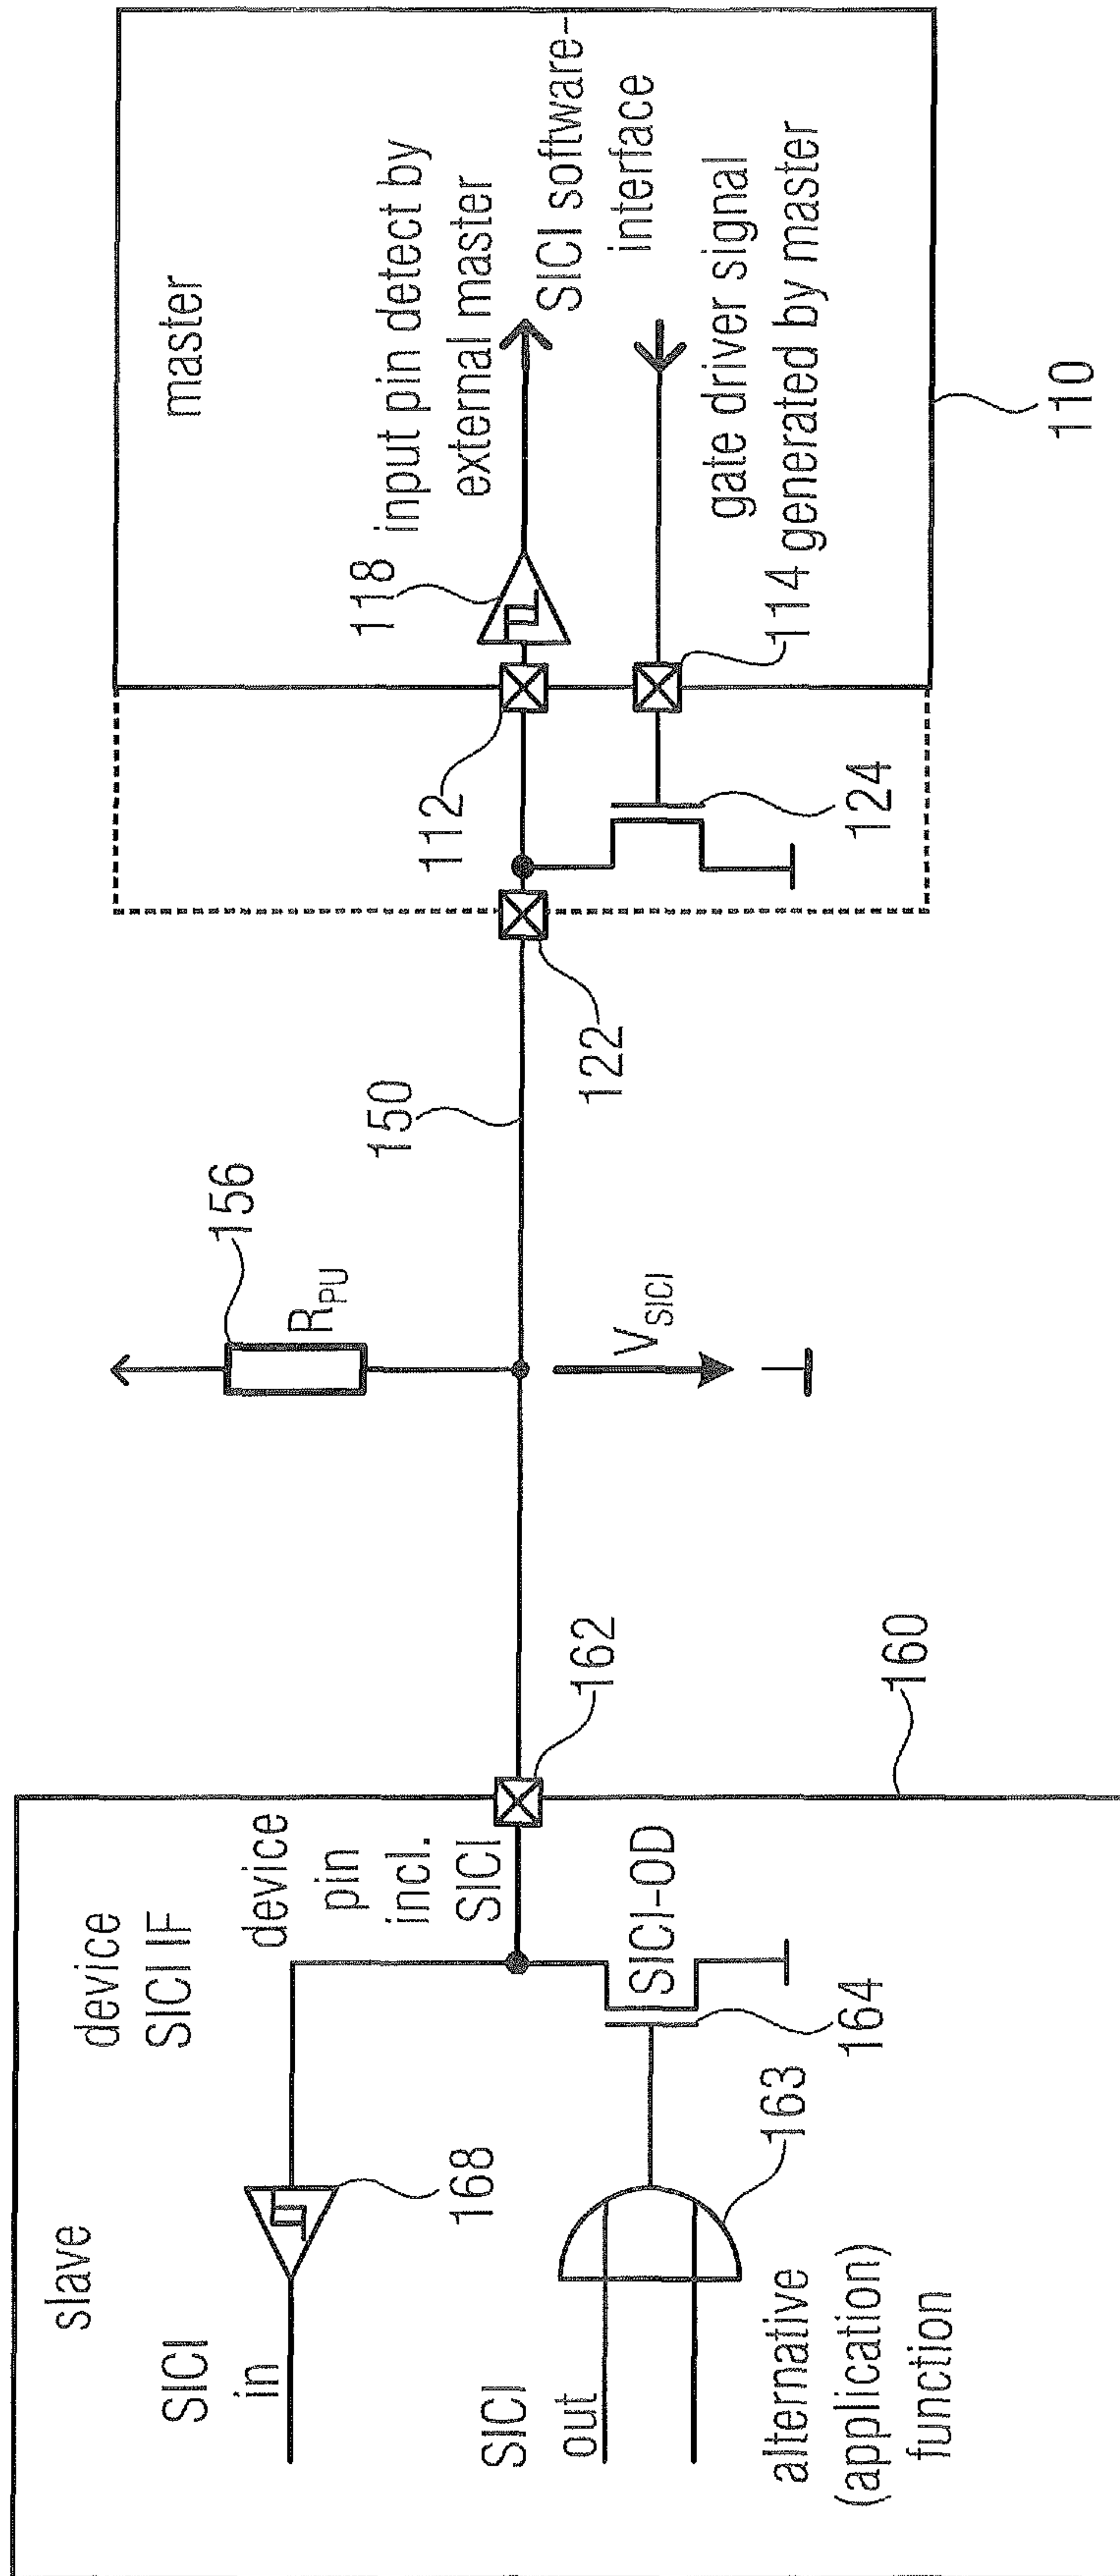 slave
device
SICI IF
SICI
in
168
device
pin
incl.
SICI
SICI
out
SICI-OD
162
164
163
alternative
(application)
function
160
156
R_PU
150
V_SICI
122
112
124
master
118
input pin detect by
external master
SICI software-
interface
114
gate driver signal
generated by master
110